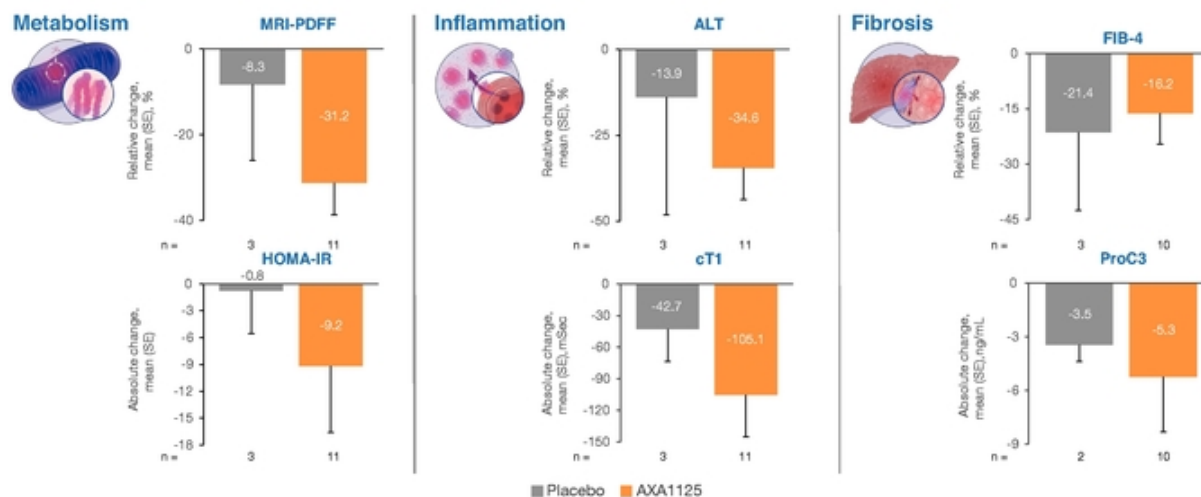 Metabolism
MRI-PDFF
Relative change,
mean (SE), %
0
-20
-40
-8.3
-31.2
n =
3
11
HOMA-IR
Absolute change,
mean (SE)
0
-3
-6
-9
-12
-15
-18
-0.8
-9.2
n =
3
11
Inflammation
ALT
Relative change,
mean (SE), %
0
-25
-50
-13.9
-34.6
n =
3
11
cT1
Absolute change,
mean (SE),mSec
0
-30
-60
-90
-120
-150
-42.7
-105.1
n =
3
11
Fibrosis
FIB-4
Relative change,
mean (SE), %
0
-15
-30
-45
-21.4
-16.2
n =
3
10
ProC3
Absolute change,
mean (SE),ng/mL
0
-3
-6
-9
-3.5
-5.3
n =
2
10
Placebo
AXA1125